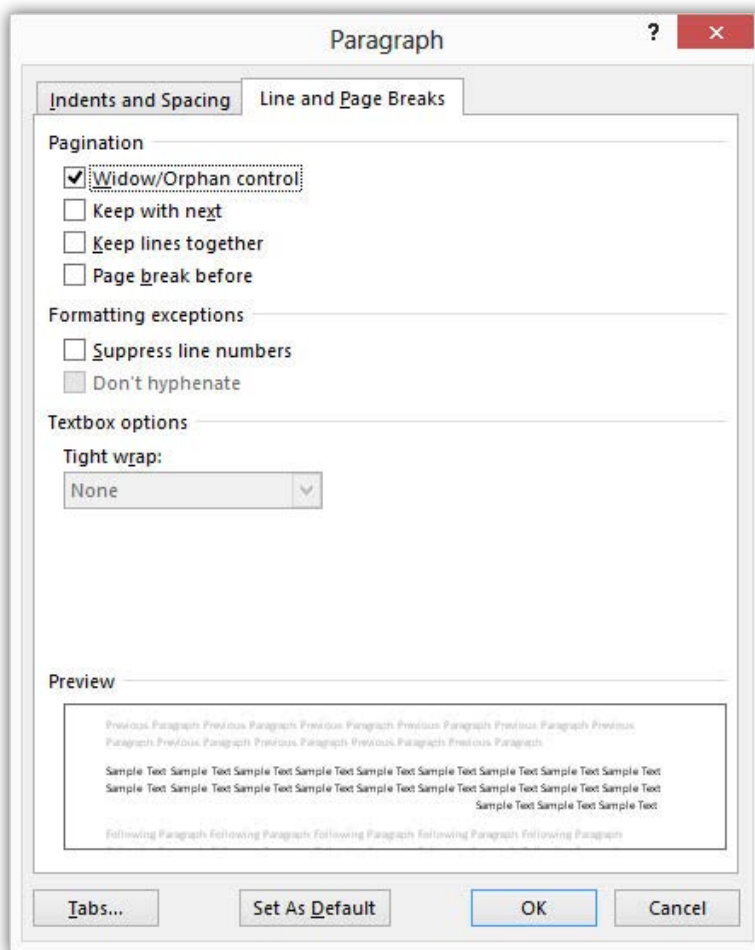 Paragraph
?
Indents and Spacing
Line and Page Breaks
Pagination
Widow/Orphan control
Keep with next
Keep lines together
Page break before
Formatting exceptions
Suppress line numbers
Don't hyphenate
Textbox options
Tight wrap:
None
Preview
Previous Paragraph Previous Paragraph Previous Paragraph Previous Paragraph Previous Paragraph Previous
Paragraph Previous Paragraph Previous Paragraph Previous Paragraph Previous Paragraph
Sample Text Sample Text Sample Text Sample Text Sample Text Sample Text Sample Text Sample Text Sample Text
Sample Text Sample Text Sample Text Sample Text Sample Text Sample Text Sample Text Sample Text Sample Text
Sample Text Sample Text Sample Text
Following Paragraph Following Paragraph Following Paragraph Following Paragraph Following Paragraph
Tabs...
Set As Default
OK
Cancel